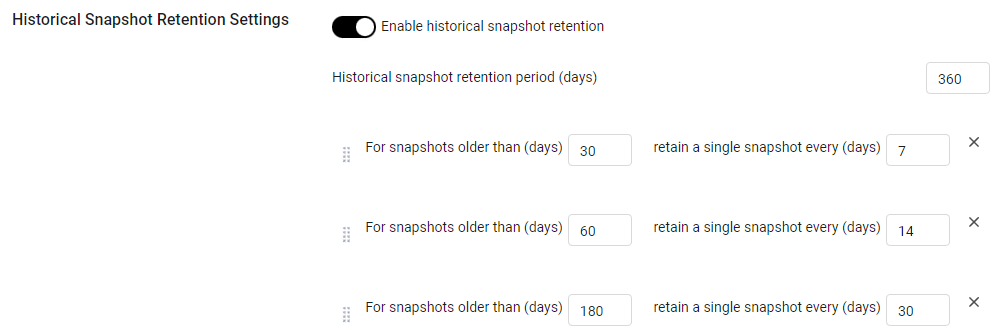 Historical Snapshot Retention Settings
Enable historical snapshot retention
Historical snapshot retention period (days) 360
For snapshots older than (days) 30 retain a single snapshot every (days) 7
For snapshots older than (days) 60 retain a single snapshot every (days) 14
For snapshots older than (days) 180 retain a single snapshot every (days) 30